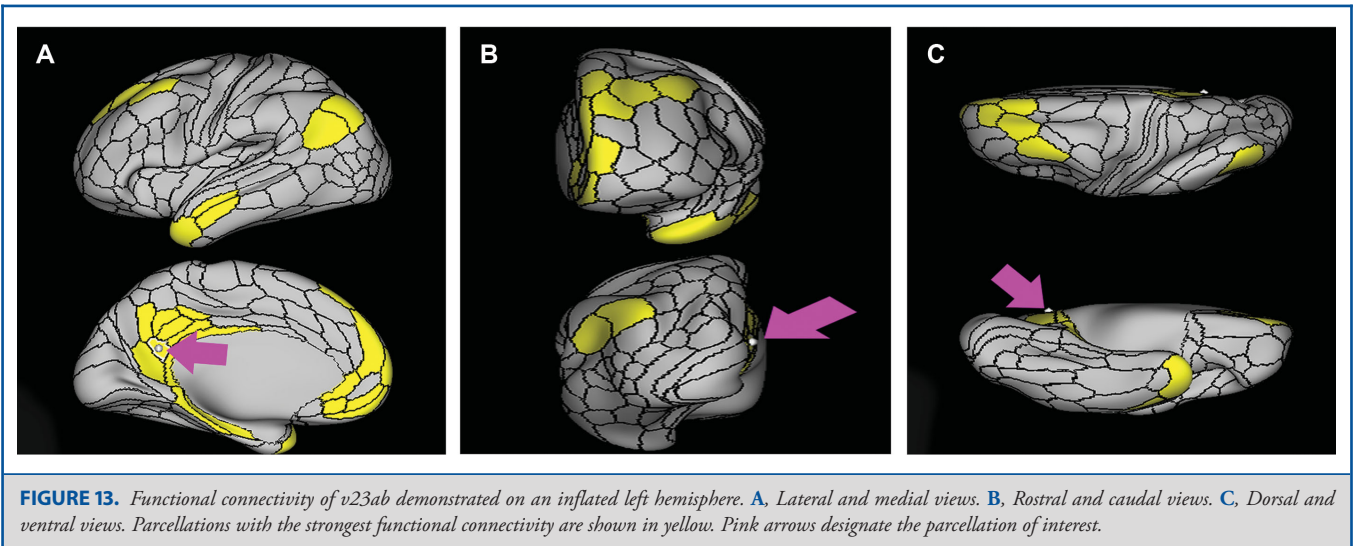 A
B
C
FIGURE 13. Functional connectivity of v23ab demonstrated on an inflated left hemisphere. A, Lateral and medial views. B, Rostral and caudal views. C, Dorsal and
ventral views. Parcellations with the strongest functional connectivity are shown in yellow. Pink arrows designate the parcellation of interest.